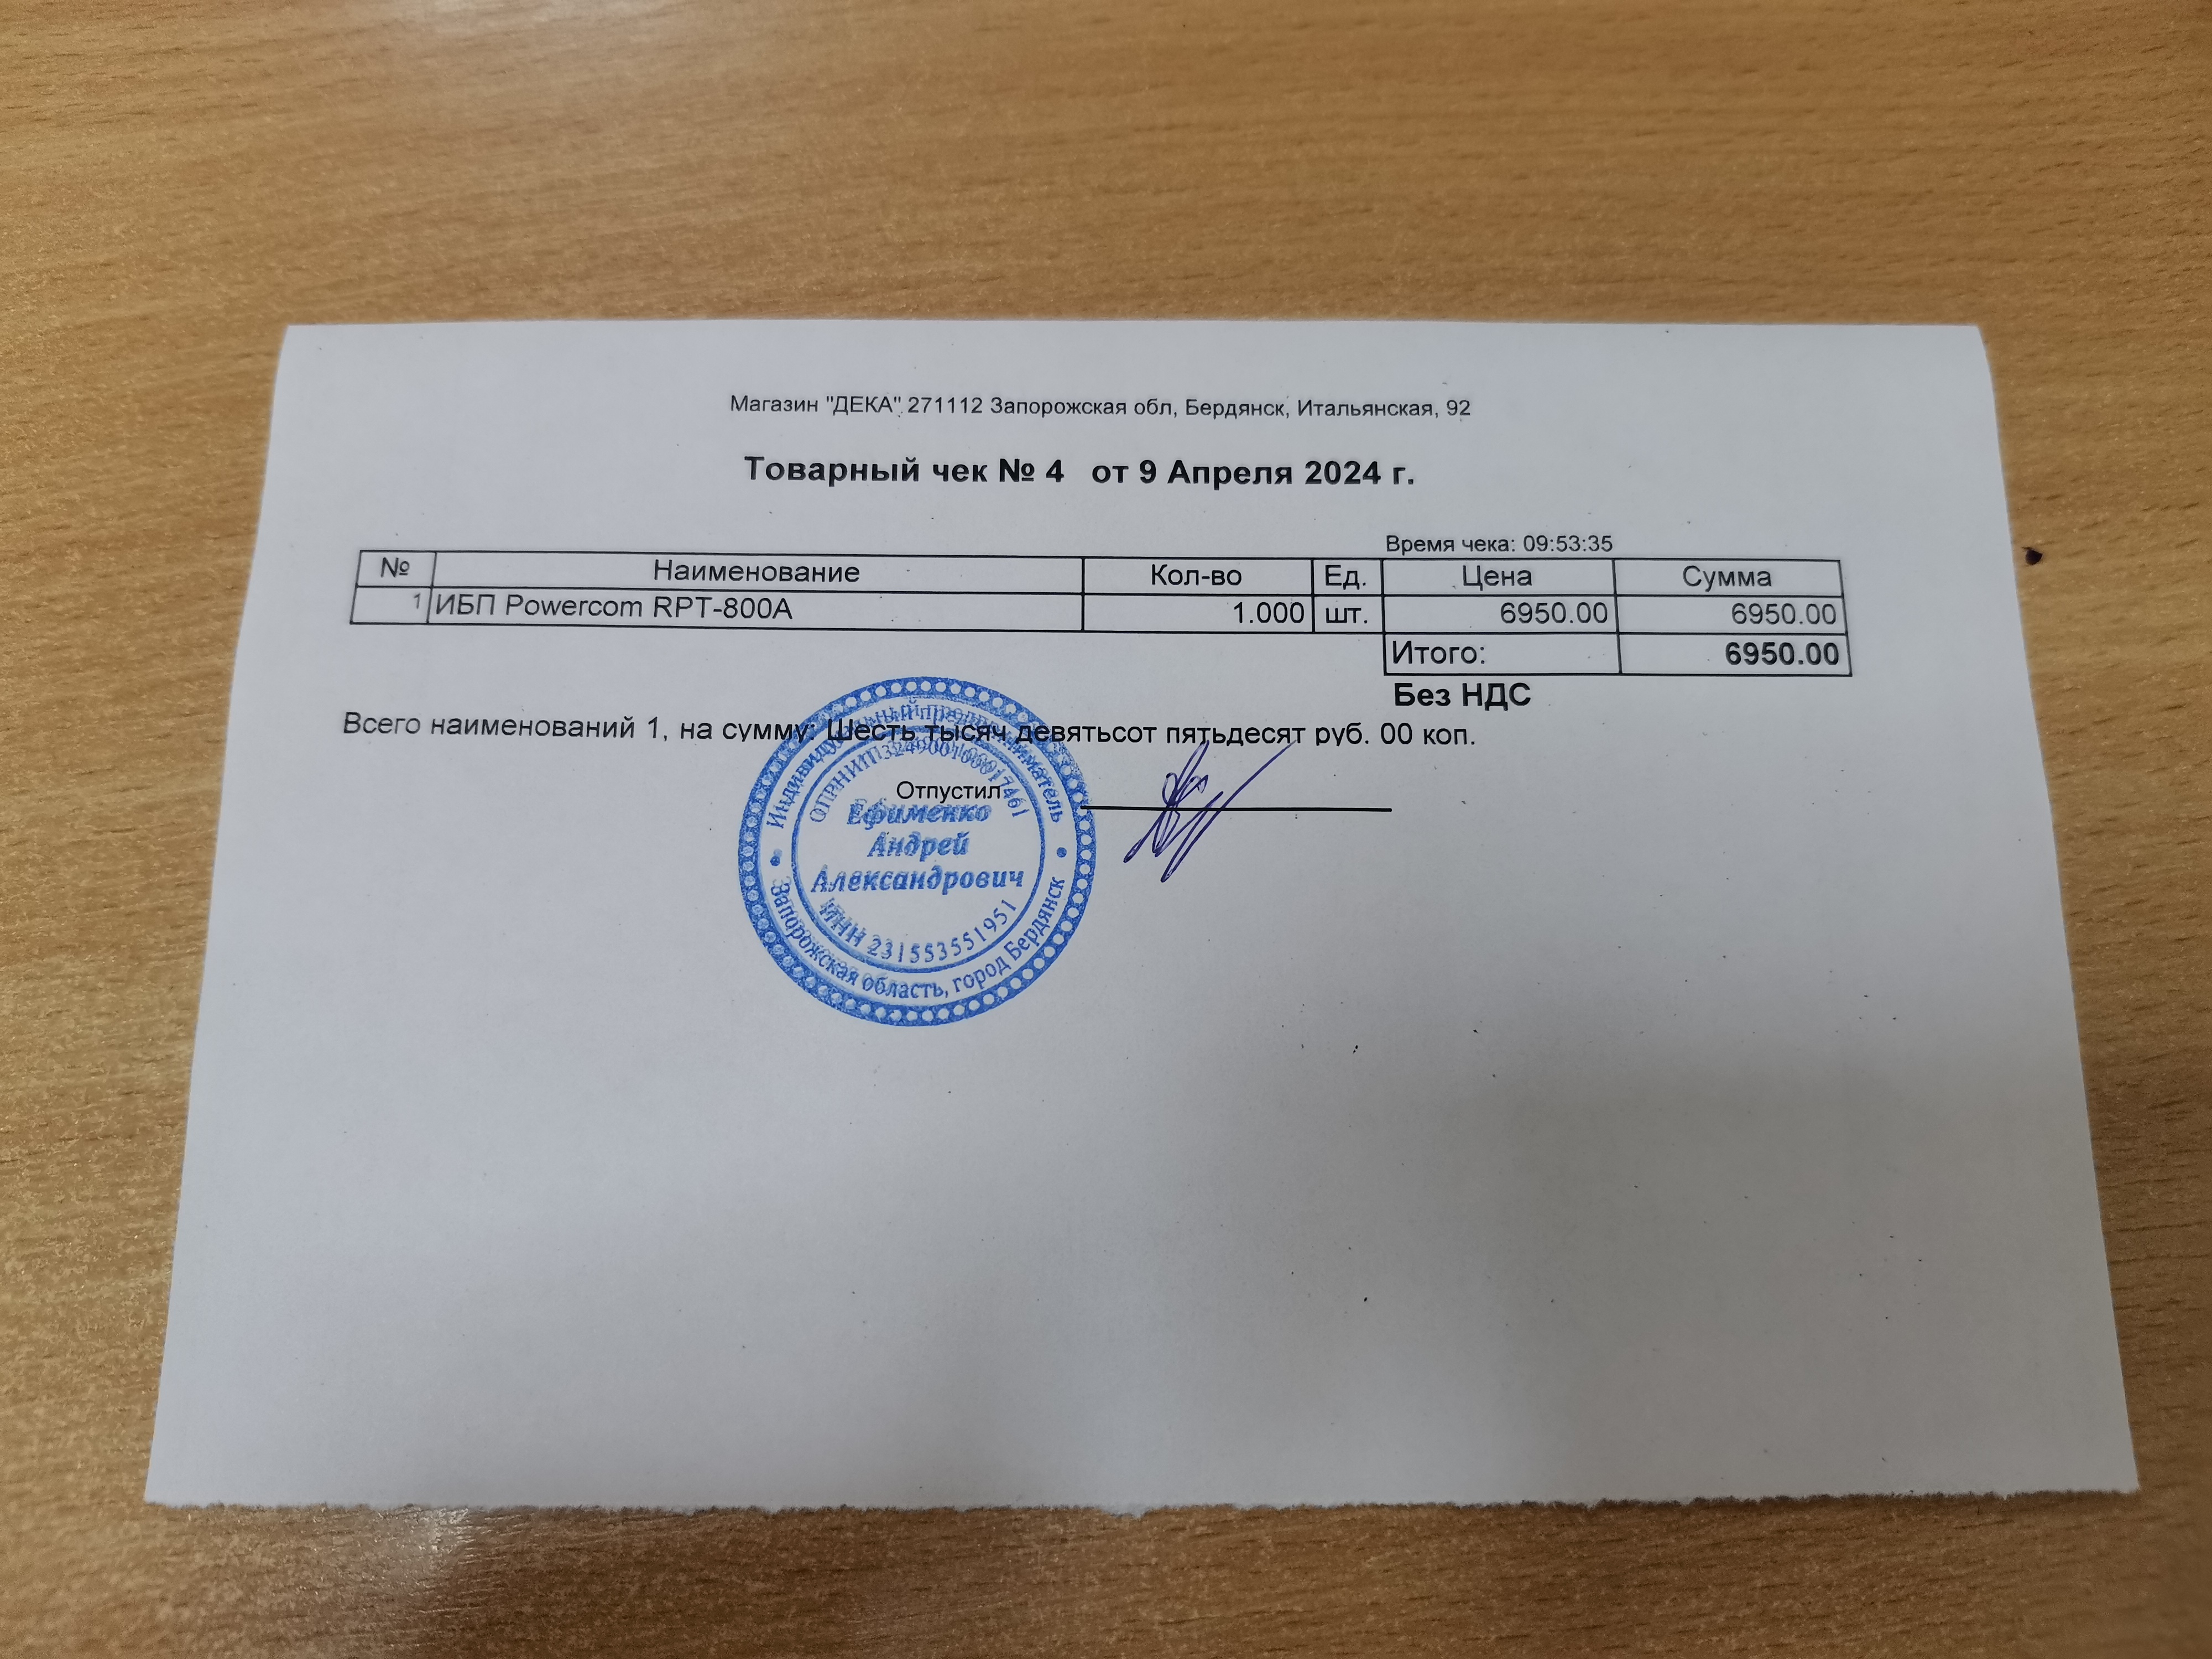 Магазин "ДЕКА" 271112 Запорожская обл, Бердянск, Итальянская, 92
Товарный чек № 4 от 9 Апреля 2024 г.
Время чека: 09:53:35
№ Наименование Кол-во Ед. Цена Сумма
1 ИБП Powercom RPT-800A 1.000 шт. 6950.00 6950.00
Итого: 6950.00
Без НДС
Всего наименований 1, на сумму: Шесть тысяч девятьсот пятьдесят руб. 00 коп.
Отпустил
Индивидуальный предприниматель
ОГРНИП
Ефименко
Андрей
Александрович
ИНН 231553551951
Запорожская область, город Бердянск